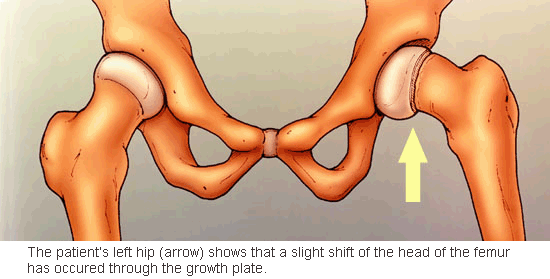 The patient's left hip (arrow) shows that a slight shift of the head of the femur
has occured through the growth plate.